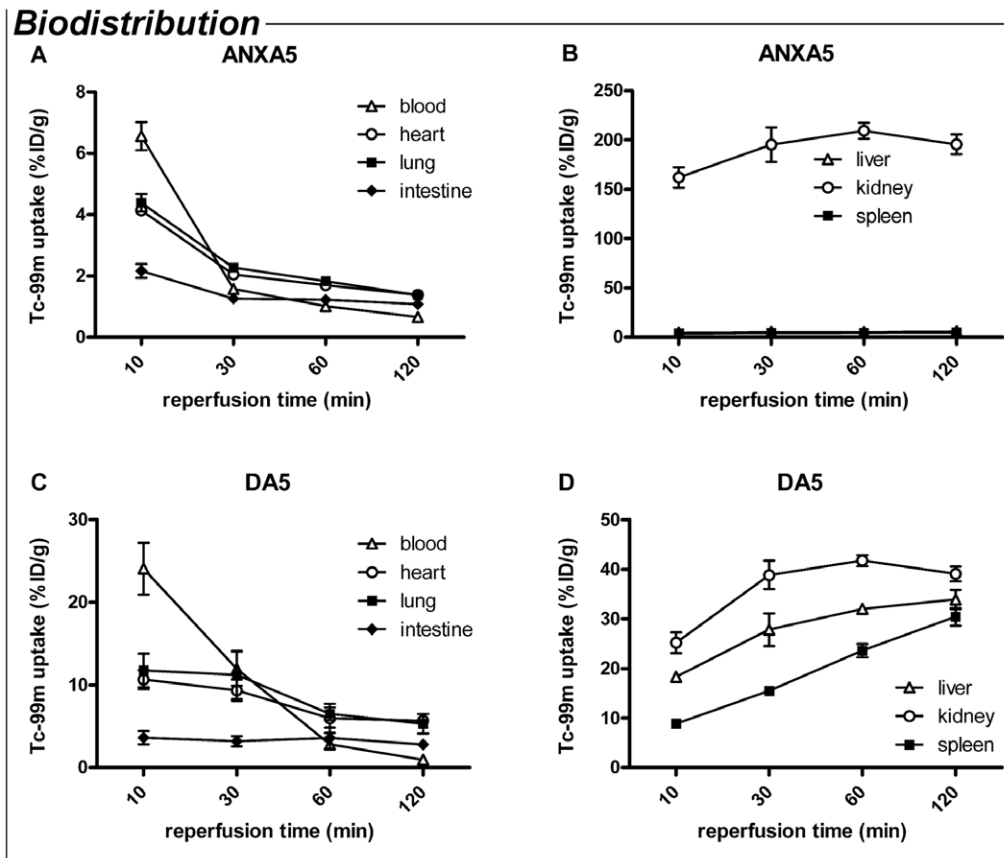 Biodistribution
A
ANXA5
Tc-99m uptake (%ID/g)
8
6
4
2
0
blood
heart
lung
intestine
10
30
60
120
reperfusion time (min)
B
ANXA5
Tc-99m uptake (%ID/g)
250
200
150
100
50
0
liver
kidney
spleen
10
30
60
120
reperfusion time (min)
C
DA5
Tc-99m uptake (%ID/g)
30
20
10
0
blood
heart
lung
intestine
10
30
60
120
reperfusion time (min)
D
DA5
Tc-99m uptake (%ID/g)
50
40
30
20
10
0
liver
kidney
spleen
10
30
60
120
reperfusion time (min)